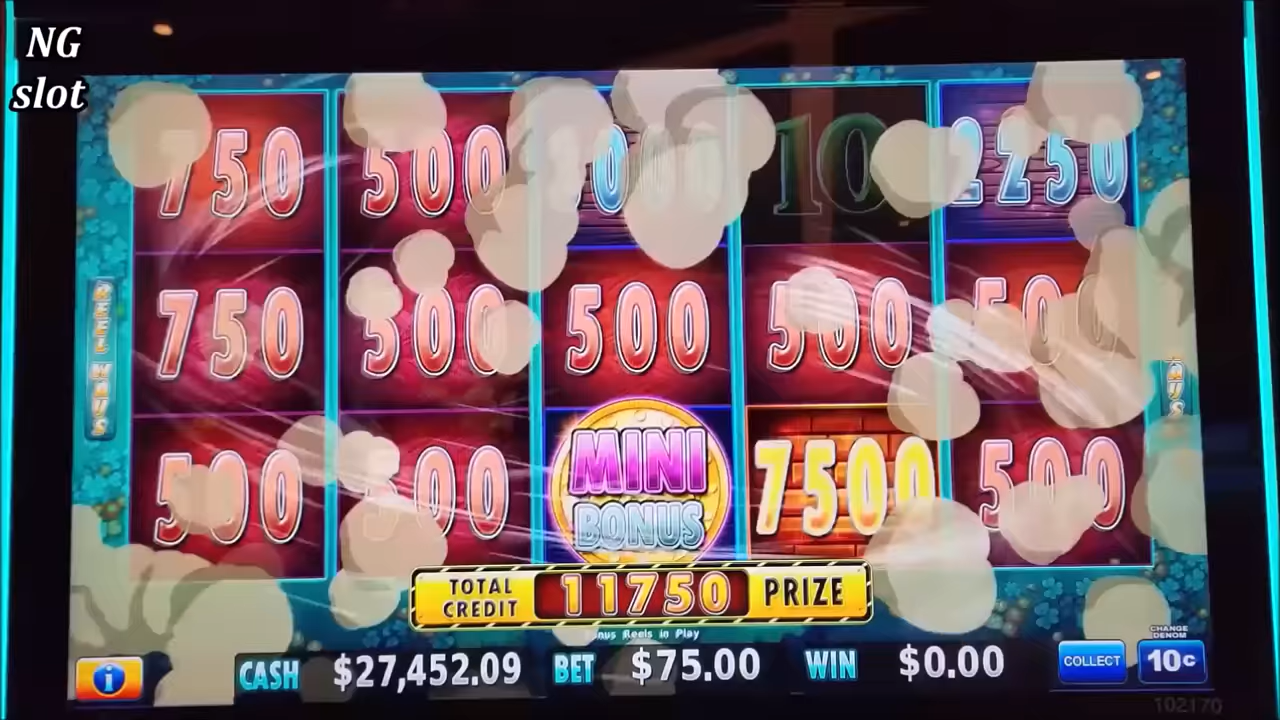 NG
slot
750
500
10
2250
750
500
500
500
500
500
500
MINI
BONUS
7500
500
TOTAL
CREDIT
11750
PRIZE
Bonus Reels in Play
CASH
$27,452.09
BET
$75.00
WIN
$0.00
COLLECT
CHANGE
DENOM
10¢
102170